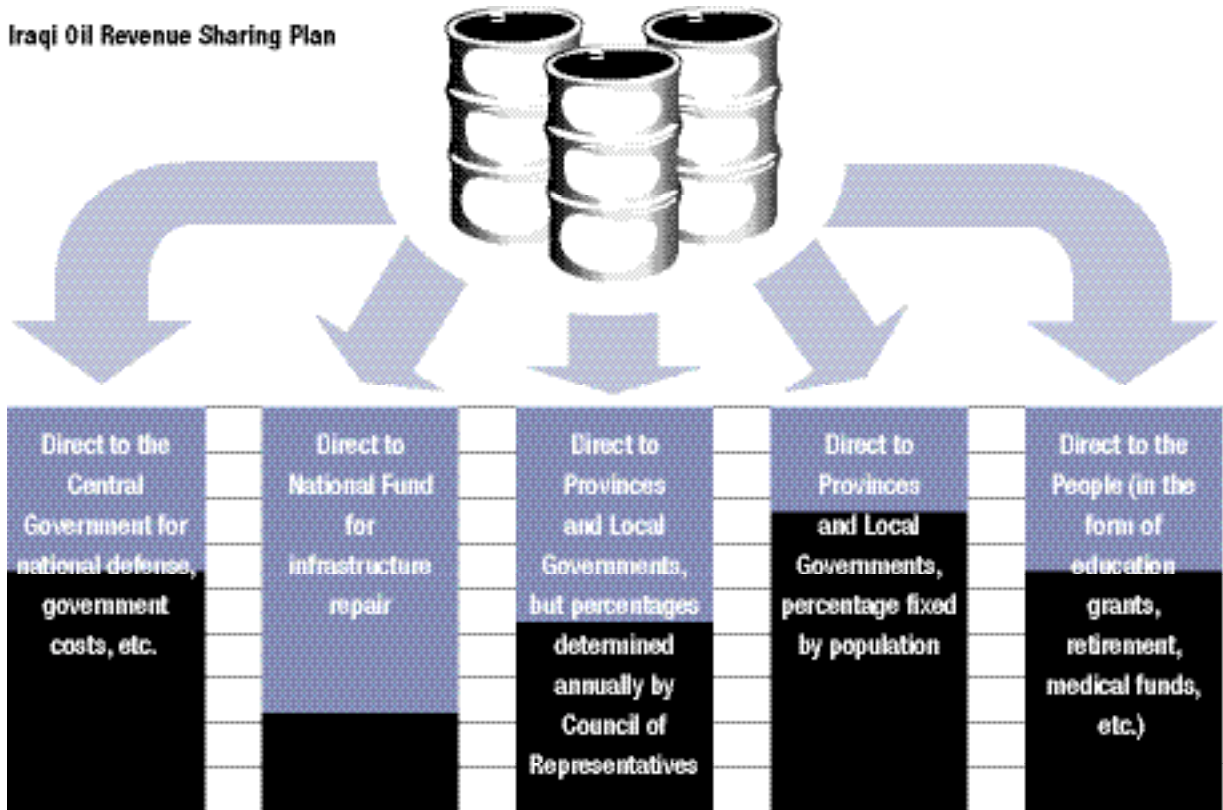 Iraqi Oil Revenue Sharing Plan
Direct to the
Central
Government for
national defense,
government
costs, etc.
Direct to
National Fund
for
infrastructure
repair
Direct to
Provinces
and Local
Governments,
but percentages
determined
annually by
Council of
Representatives
Direct to
Provinces
and Local
Governments,
percentage fixed
by population
Direct to the
People (in the
form of
education
grants,
retirement,
medical funds,
etc.)